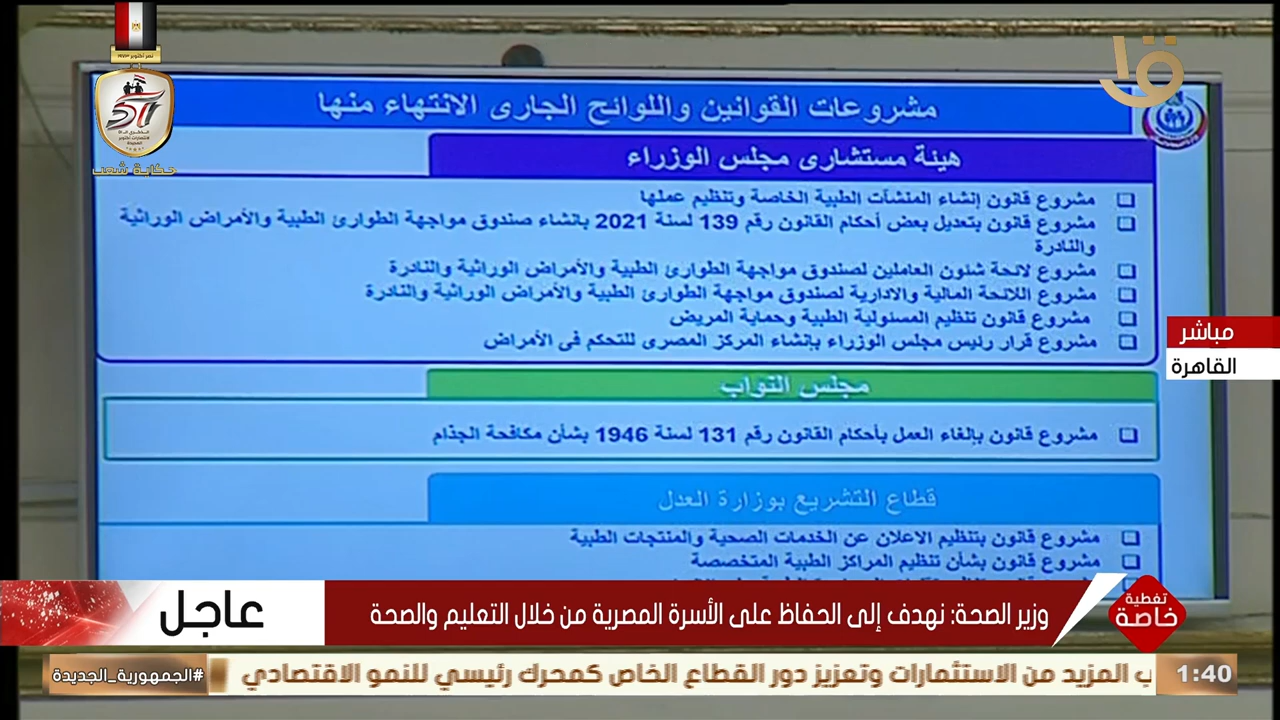 مشروعات القوانين واللوائح الجارى الانتهاء منها
هيئة مستشارى مجلس الوزراء
مشروع قانون إنشاء المنشآت الطبية الخاصة وتنظيم عملها
مشروع قانون بتعديل بعض أحكام القانون رقم 139 لسنة 2021 بانشاء صندوق مواجهة الطوارئ الطبية والأمراض الوراثية
والنادرة
مشروع لائحة شئون العاملين لصندوق مواجهة الطوارئ الطبية والأمراض الوراثية والنادرة
مشروع اللائحة المالية والادارية لصندوق مواجهة الطوارئ الطبية والأمراض الوراثية والنادرة
مشروع قانون تنظيم المسئولية الطبية وحماية المريض
مشروع قرار رئيس مجلس الوزراء بإنشاء المركز المصرى للتحكم فى الأمراض
مجلس النواب
مشروع قانون بإلغاء العمل بأحكام القانون رقم 131 لسنة 1946 بشأن مكافحة الجذام
قطاع التشريع بوزارة العدل
مشروع قانون بتنظيم الاعلان عن الخدمات الصحية والمنتجات الطبية
مشروع قانون بشأن تنظيم المراكز الطبية المتخصصة
حكاية شعب
مباشر
القاهرة
تغطية
خاصة
وزير الصحة: نهدف إلى الحفاظ على الأسرة المصرية من خلال التعليم والصحة
عاجل
1:40
ب المزيد من الاستثمارات وتعزيز دور القطاع الخاص كمحرك رئيسي للنمو الاقتصادي
#الجمهورية_الجديدة